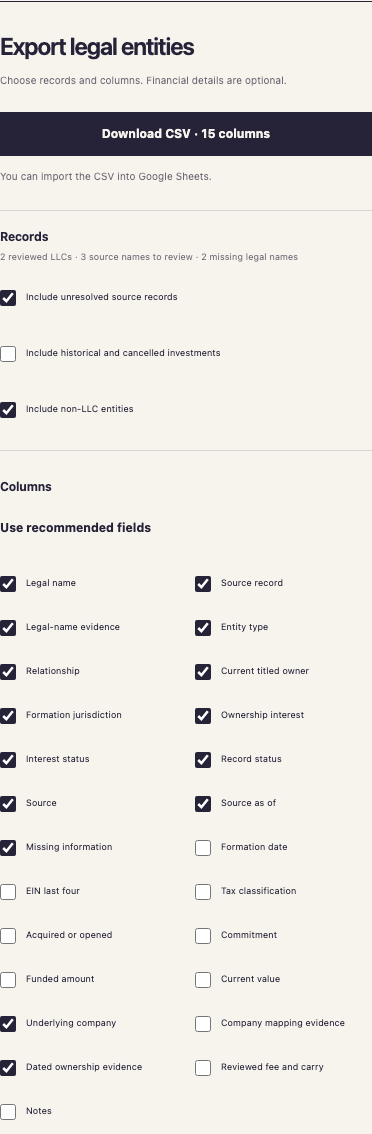 Export legal entities
Choose records and columns. Financial details are optional.
Download CSV · 15 columns
You can import the CSV into Google Sheets.
Records
2 reviewed LLCs · 3 source names to review · 2 missing legal names
Include unresolved source records
Include historical and cancelled investments
Include non-LLC entities
Columns
Use recommended fields
Legal name
Source record
Legal-name evidence
Entity type
Relationship
Current titled owner
Formation jurisdiction
Ownership interest
Interest status
Record status
Source
Source as of
Missing information
Formation date
EIN last four
Tax classification
Acquired or opened
Commitment
Funded amount
Current value
Underlying company
Company mapping evidence
Dated ownership evidence
Reviewed fee and carry
Notes